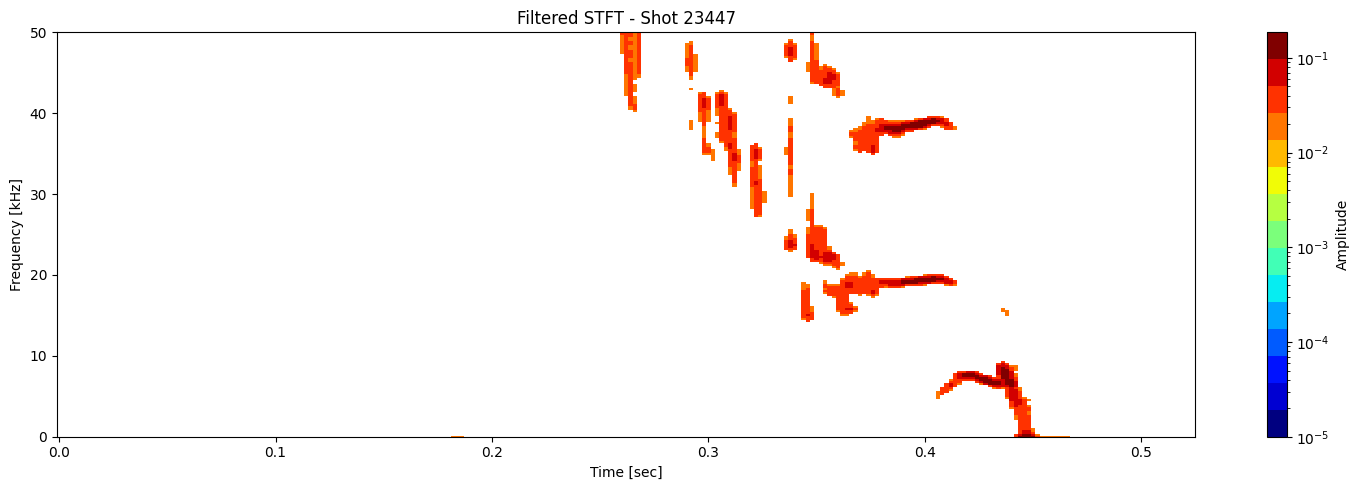 Filtered STFT - Shot 23447
50
40
30
20
10
0
Frequency [kHz]
0.0 0.1 0.2 0.3 0.4 0.5
Time [sec]
10⁻¹
10⁻²
10⁻³
10⁻⁴
10⁻⁵
Amplitude